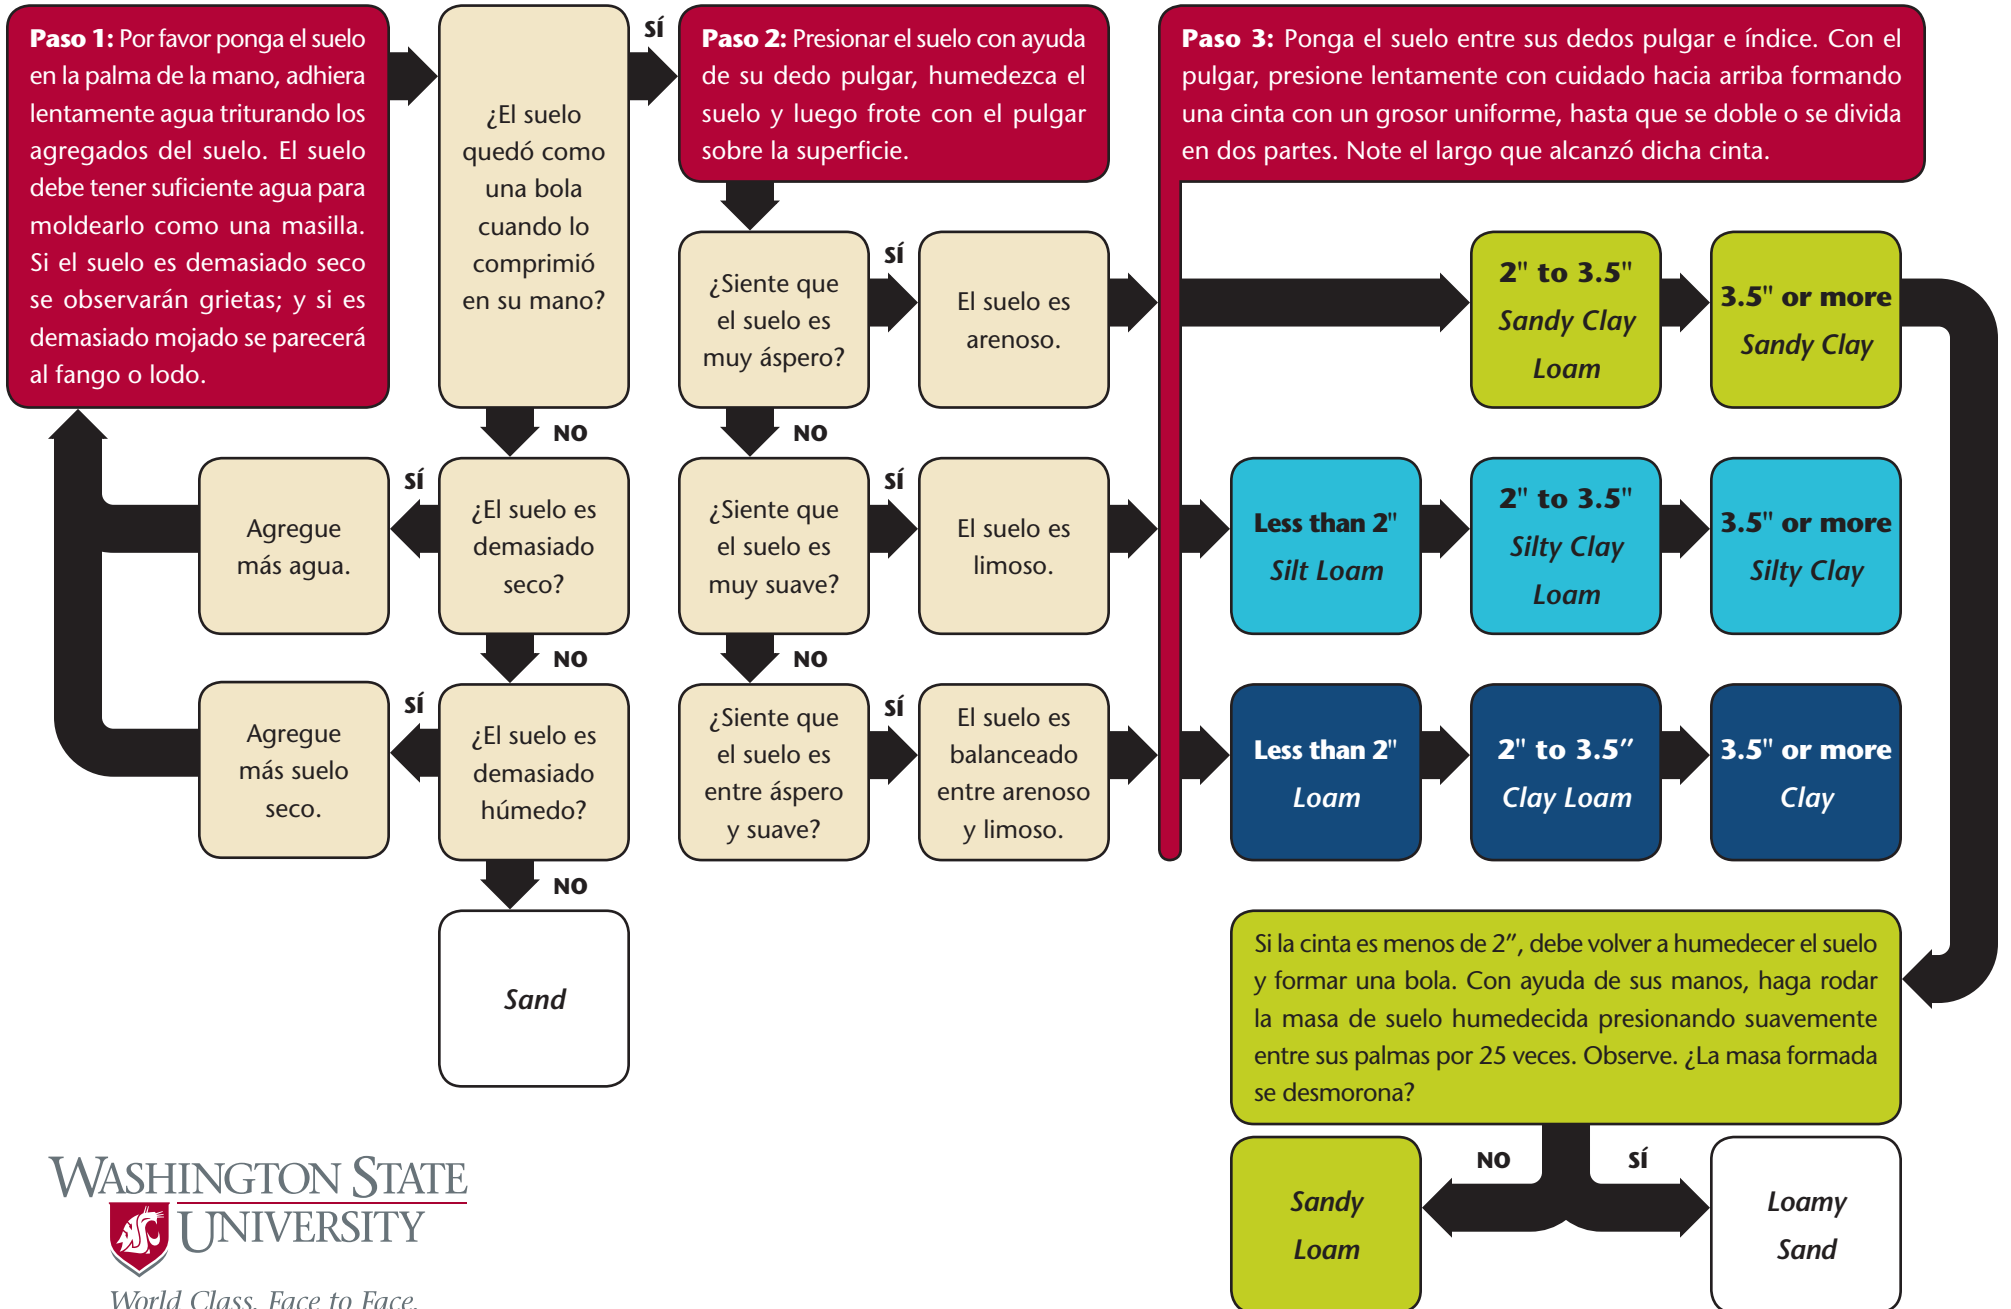 Paso 1: Por favor ponga el suelo
en la palma de la mano, adhiera
lentamente agua triturando los
agregados del suelo. El suelo
debe tener suficiente agua para
moldearlo como una masilla.
Si el suelo es demasiado seco
se observarán grietas; y si es
demasiado mojado se parecerá
al fango o lodo.
¿El suelo
quedó como
una bola
cuando lo
comprimió
en su mano?
SÍ
Paso 2: Presionar el suelo con ayuda
de su dedo pulgar, humedezca el
suelo y luego frote con el pulgar
sobre la superficie.
Paso 3: Ponga el suelo entre sus dedos pulgar e índice. Con el
pulgar, presione lentamente con cuidado hacia arriba formando
una cinta con un grosor uniforme, hasta que se doble o se divida
en dos partes. Note el largo que alcanzó dicha cinta.
¿Siente que
el suelo es
muy áspero?
SÍ
El suelo es
arenoso.
2" to 3.5"
Sandy Clay
Loam
3.5" or more
Sandy Clay
NO
NO
Agregue
más agua.
SÍ
¿El suelo es
demasiado
seco?
¿Siente que
el suelo es
muy suave?
SÍ
El suelo es
limoso.
Less than 2"
Silt Loam
2" to 3.5"
Silty Clay
Loam
3.5" or more
Silty Clay
NO
NO
Agregue
más suelo
seco.
SÍ
¿El suelo es
demasiado
húmedo?
¿Siente que
el suelo es
entre áspero
y suave?
SÍ
El suelo es
balanceado
entre arenoso
y limoso.
Less than 2"
Loam
2" to 3.5”
Clay Loam
3.5" or more
Clay
NO
Sand
Si la cinta es menos de 2”, debe volver a humedecer el suelo
y formar una bola. Con ayuda de sus manos, haga rodar
la masa de suelo humedecida presionando suavemente
entre sus palmas por 25 veces. Observe. ¿La masa formada
se desmorona?
NO
SÍ
Sandy
Loam
Loamy
Sand
WASHINGTON STATE
UNIVERSITY
World Class. Face to Face.